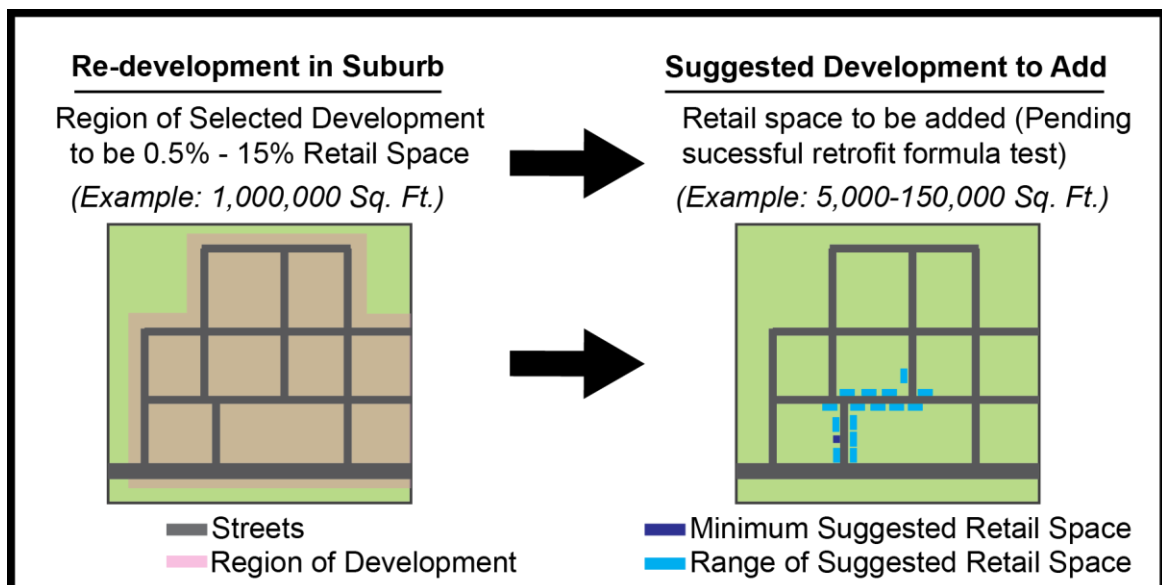 Re-development in Suburb
Region of Selected Development
to be 0.5% - 15% Retail Space
(Example: 1,000,000 Sq. Ft.)
Streets
Region of Development
Suggested Development to Add
Retail space to be added (Pending
sucessful retrofit formula test)
(Example: 5,000-150,000 Sq. Ft.)
Minimum Suggested Retail Space
Range of Suggested Retail Space